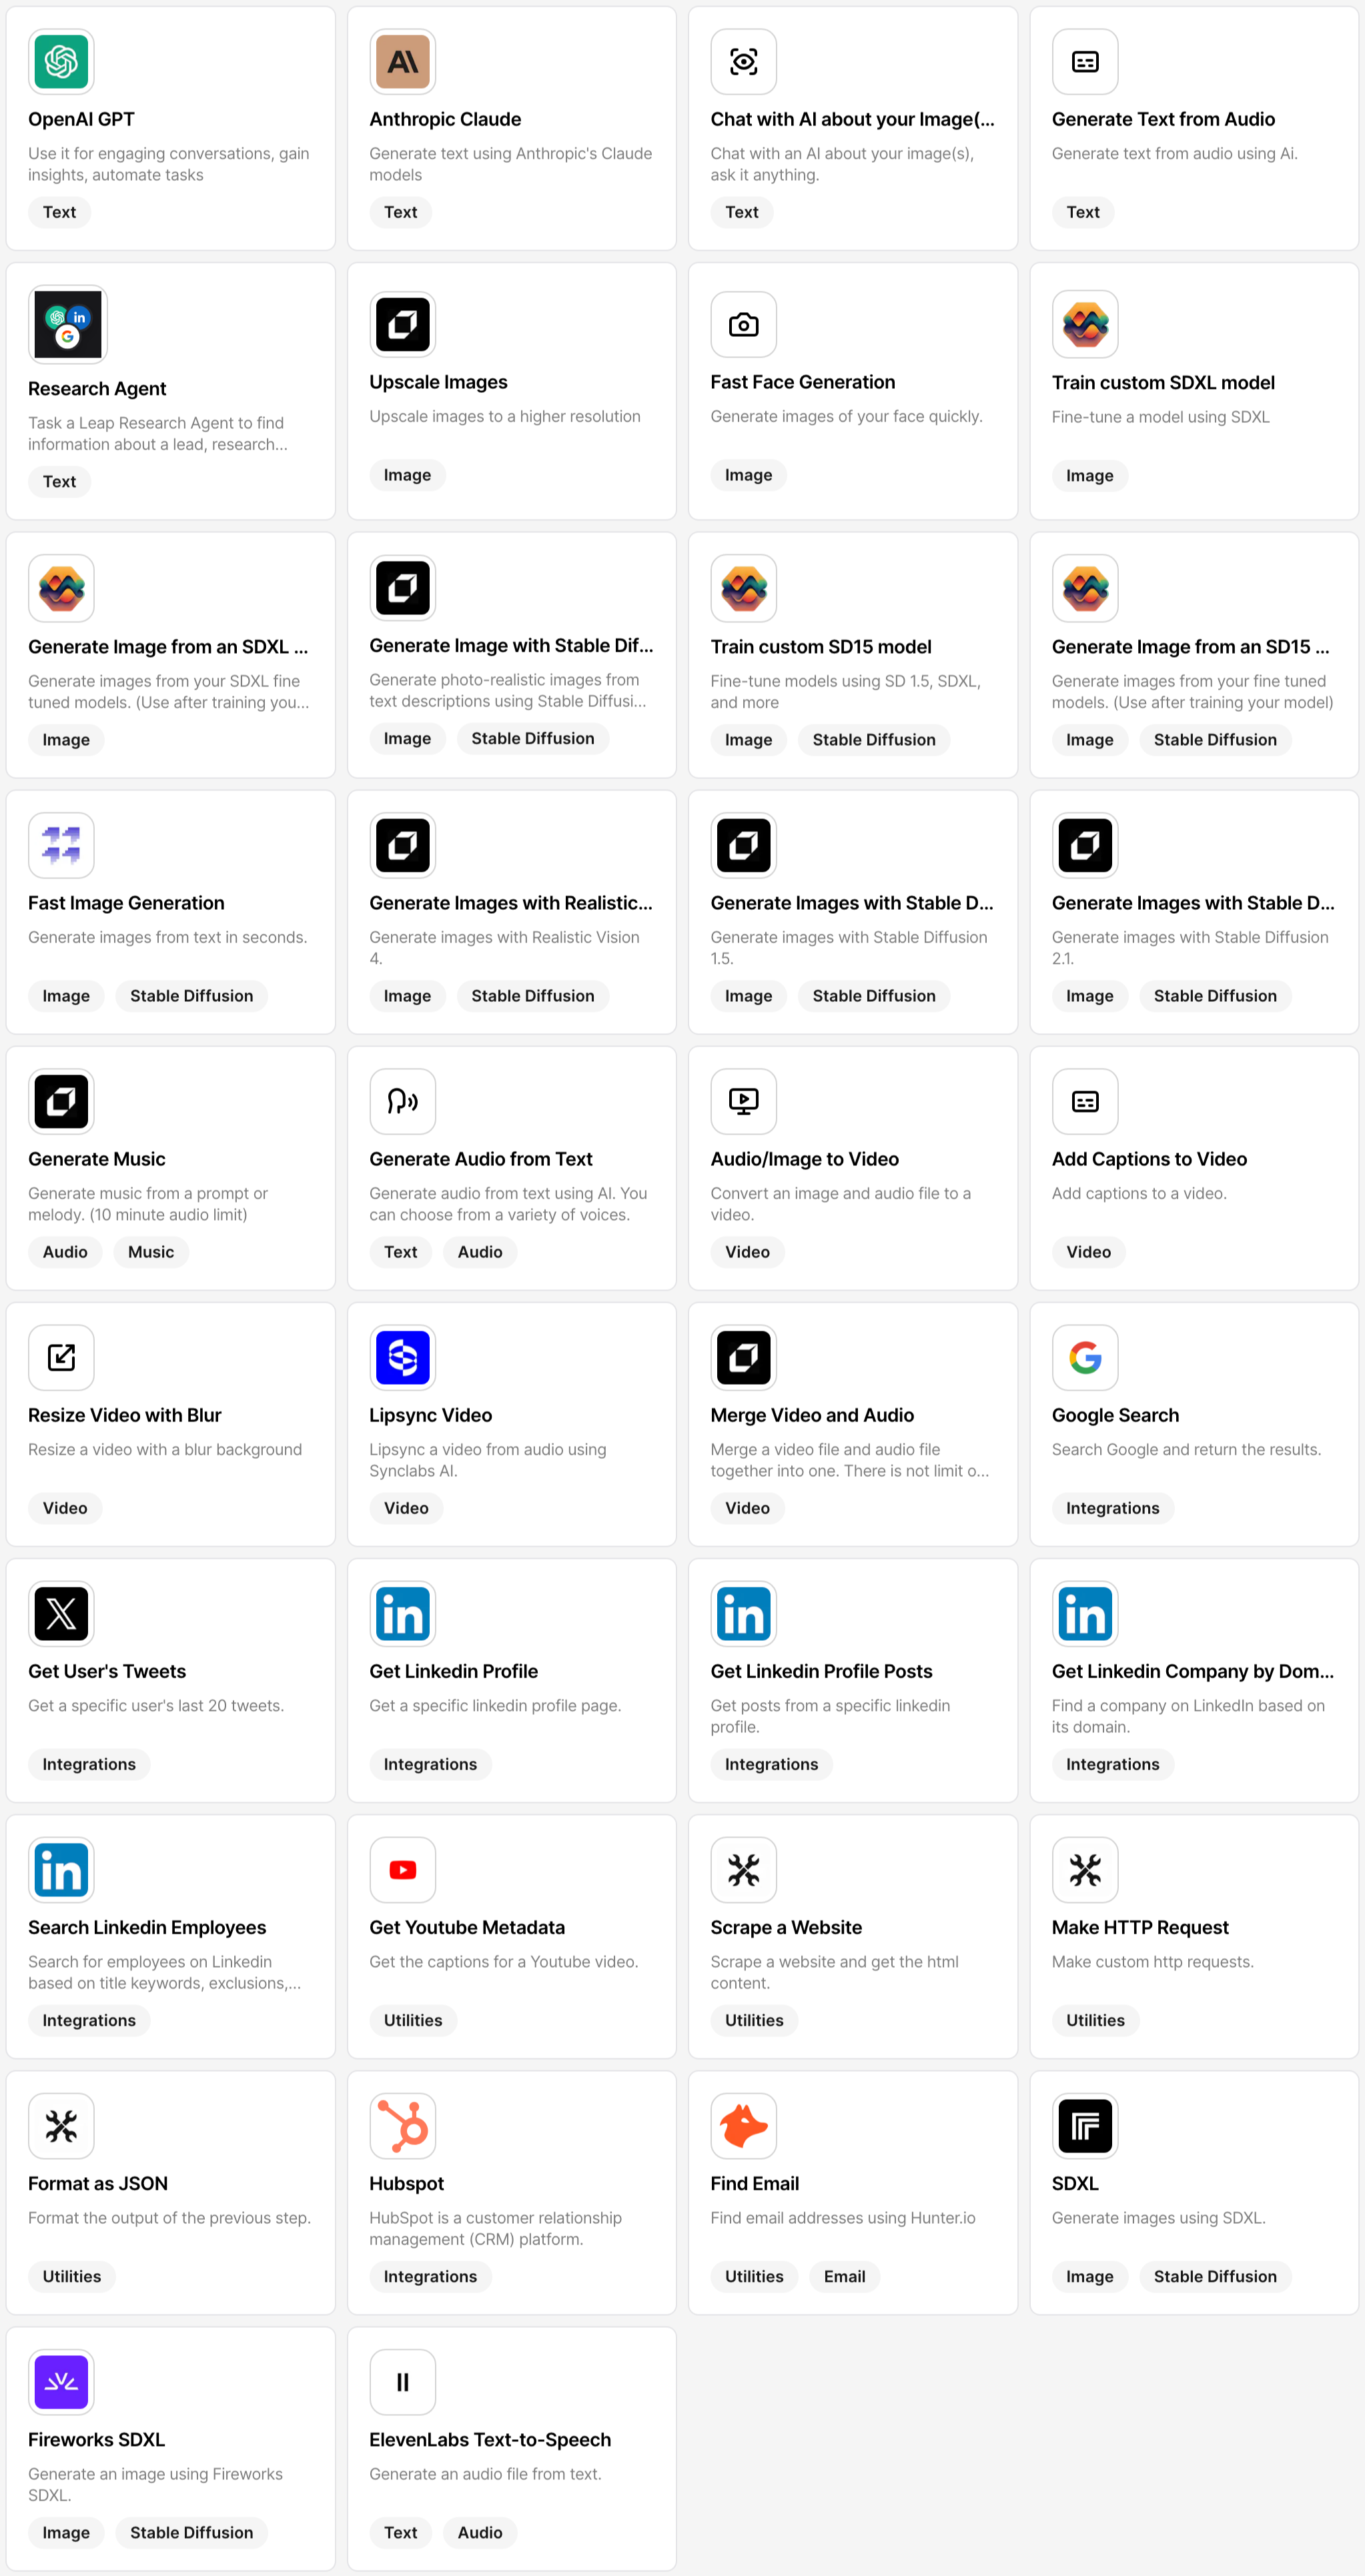 OpenAI GPT
Use it for engaging conversations, gain
insights, automate tasks
Text
Anthropic Claude
Generate text using Anthropic's Claude
models
Text
Chat with AI about your Image(...
Chat with an AI about your image(s),
ask it anything.
Text
Generate Text from Audio
Generate text from audio using Ai.
Text
Research Agent
Task a Leap Research Agent to find
information about a lead, research...
Text
Upscale Images
Upscale images to a higher resolution
Image
Fast Face Generation
Generate images of your face quickly.
Image
Train custom SDXL model
Fine-tune a model using SDXL
Image
Generate Image from an SDXL ...
Generate images from your SDXL fine
tuned models. (Use after training you...
Image
Generate Image with Stable Dif...
Generate photo-realistic images from
text descriptions using Stable Diffusi...
Image
Stable Diffusion
Train custom SD15 model
Fine-tune models using SD 1.5, SDXL,
and more
Image
Stable Diffusion
Generate Image from an SD15 ...
Generate images from your fine tuned
models. (Use after training your model)
Image
Stable Diffusion
Fast Image Generation
Generate images from text in seconds.
Image
Stable Diffusion
Generate Images with Realistic...
Generate images with Realistic Vision
4.
Image
Stable Diffusion
Generate Images with Stable D...
Generate images with Stable Diffusion
1.5.
Image
Stable Diffusion
Generate Images with Stable D...
Generate images with Stable Diffusion
2.1.
Image
Stable Diffusion
Generate Music
Generate music from a prompt or
melody. (10 minute audio limit)
Audio
Music
Generate Audio from Text
Generate audio from text using AI. You
can choose from a variety of voices.
Text
Audio
Audio/Image to Video
Convert an image and audio file to a
video.
Video
Add Captions to Video
Add captions to a video.
Video
Resize Video with Blur
Resize a video with a blur background
Video
Lipsync Video
Lipsync a video from audio using
Synclabs AI.
Video
Merge Video and Audio
Merge a video file and audio file
together into one. There is not limit o...
Video
Google Search
Search Google and return the results.
Integrations
Get User's Tweets
Get a specific user's last 20 tweets.
Integrations
in
Get Linkedin Profile
Get a specific linkedin profile page.
Integrations
in
Get Linkedin Profile Posts
Get posts from a specific linkedin
profile.
Integrations
in
Get Linkedin Company by Dom...
Find a company on LinkedIn based on
its domain.
Integrations
in
Search Linkedin Employees
Search for employees on Linkedin
based on title keywords, exclusions,...
Integrations
Get Youtube Metadata
Get the captions for a Youtube video.
Utilities
Scrape a Website
Scrape a website and get the html
content.
Utilities
Make HTTP Request
Make custom http requests.
Utilities
Format as JSON
Format the output of the previous step.
Utilities
Hubspot
HubSpot is a customer relationship
management (CRM) platform.
Integrations
Find Email
Find email addresses using Hunter.io
Utilities
Email
SDXL
Generate images using SDXL.
Image
Stable Diffusion
Fireworks SDXL
Generate an image using Fireworks
SDXL.
Image
Stable Diffusion
ElevenLabs Text-to-Speech
Generate an audio file from text.
Text
Audio